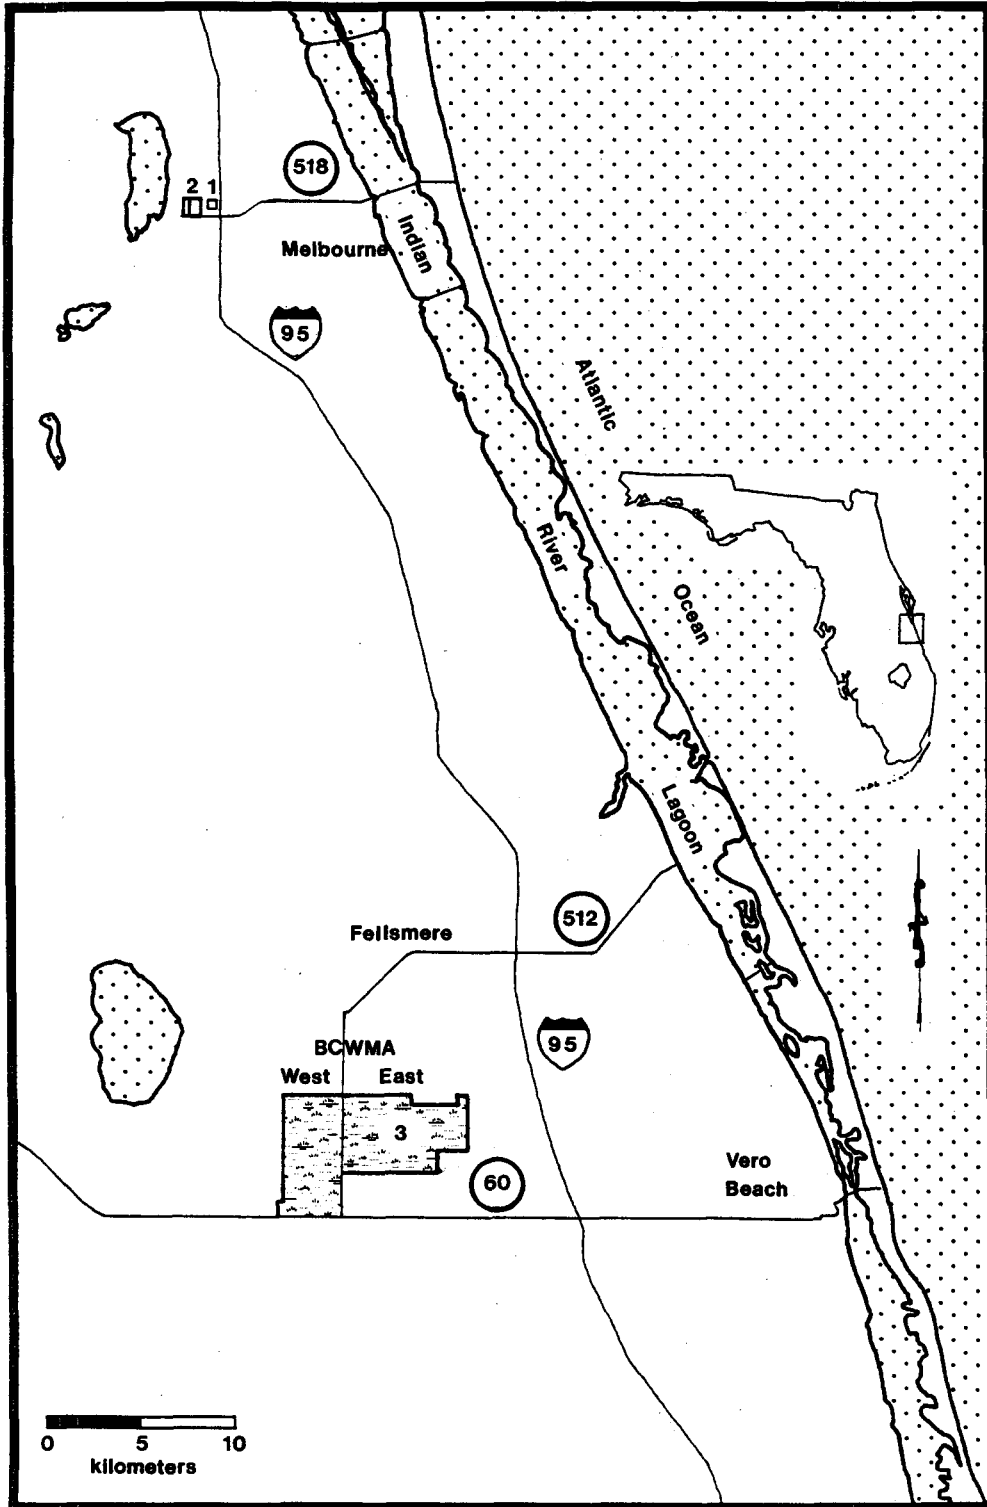 518
2 1
Melbourne
Indian
95
Atlantic
River
Ocean
Lagoon
512
Fellsmere
95
BCWMA
West East
3
60
Vero
Beach
0 5 10
kilometers